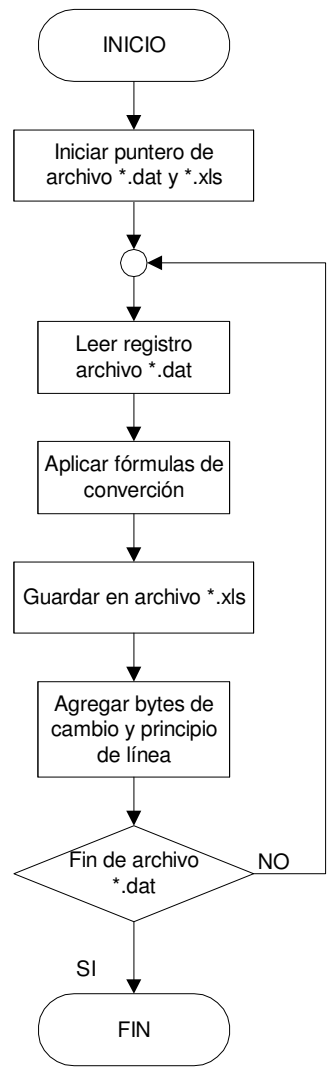 INICIO
Iniciar puntero de
archivo *.dat y *.xls
Leer registro
archivo *.dat
Aplicar fórmulas de
converción
Guardar en archivo *.xls
Agregar bytes de
cambio y principio
de línea
Fin de archivo
*.dat
NO
SI
FIN